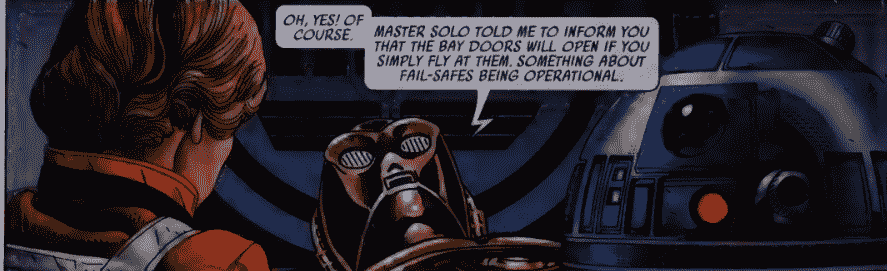 OH, YES! OF
COURSE.
MASTER SOLO TOLD ME TO INFORM YOU
THAT THE BAY DOORS WILL OPEN IF YOU
SIMPLY FLY AT THEM. SOMETHING ABOUT
FAIL-SAFES BEING OPERATIONAL.